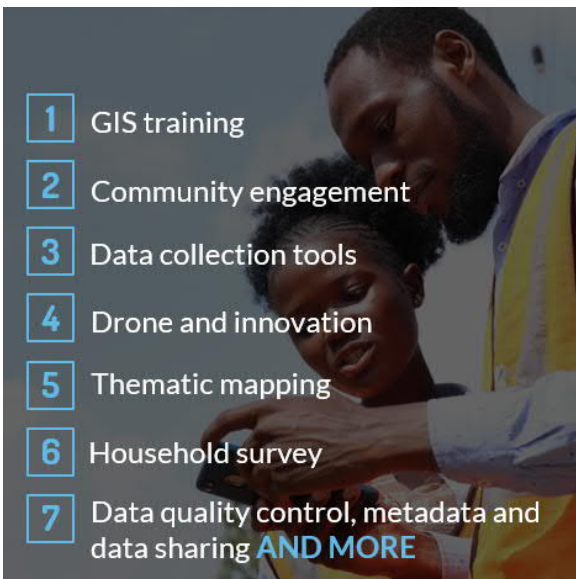 1 GIS training
2 Community engagement
3 Data collection tools
4 Drone and innovation
5 Thematic mapping
6 Household survey
7 Data quality control, metadata and
data sharing AND MORE